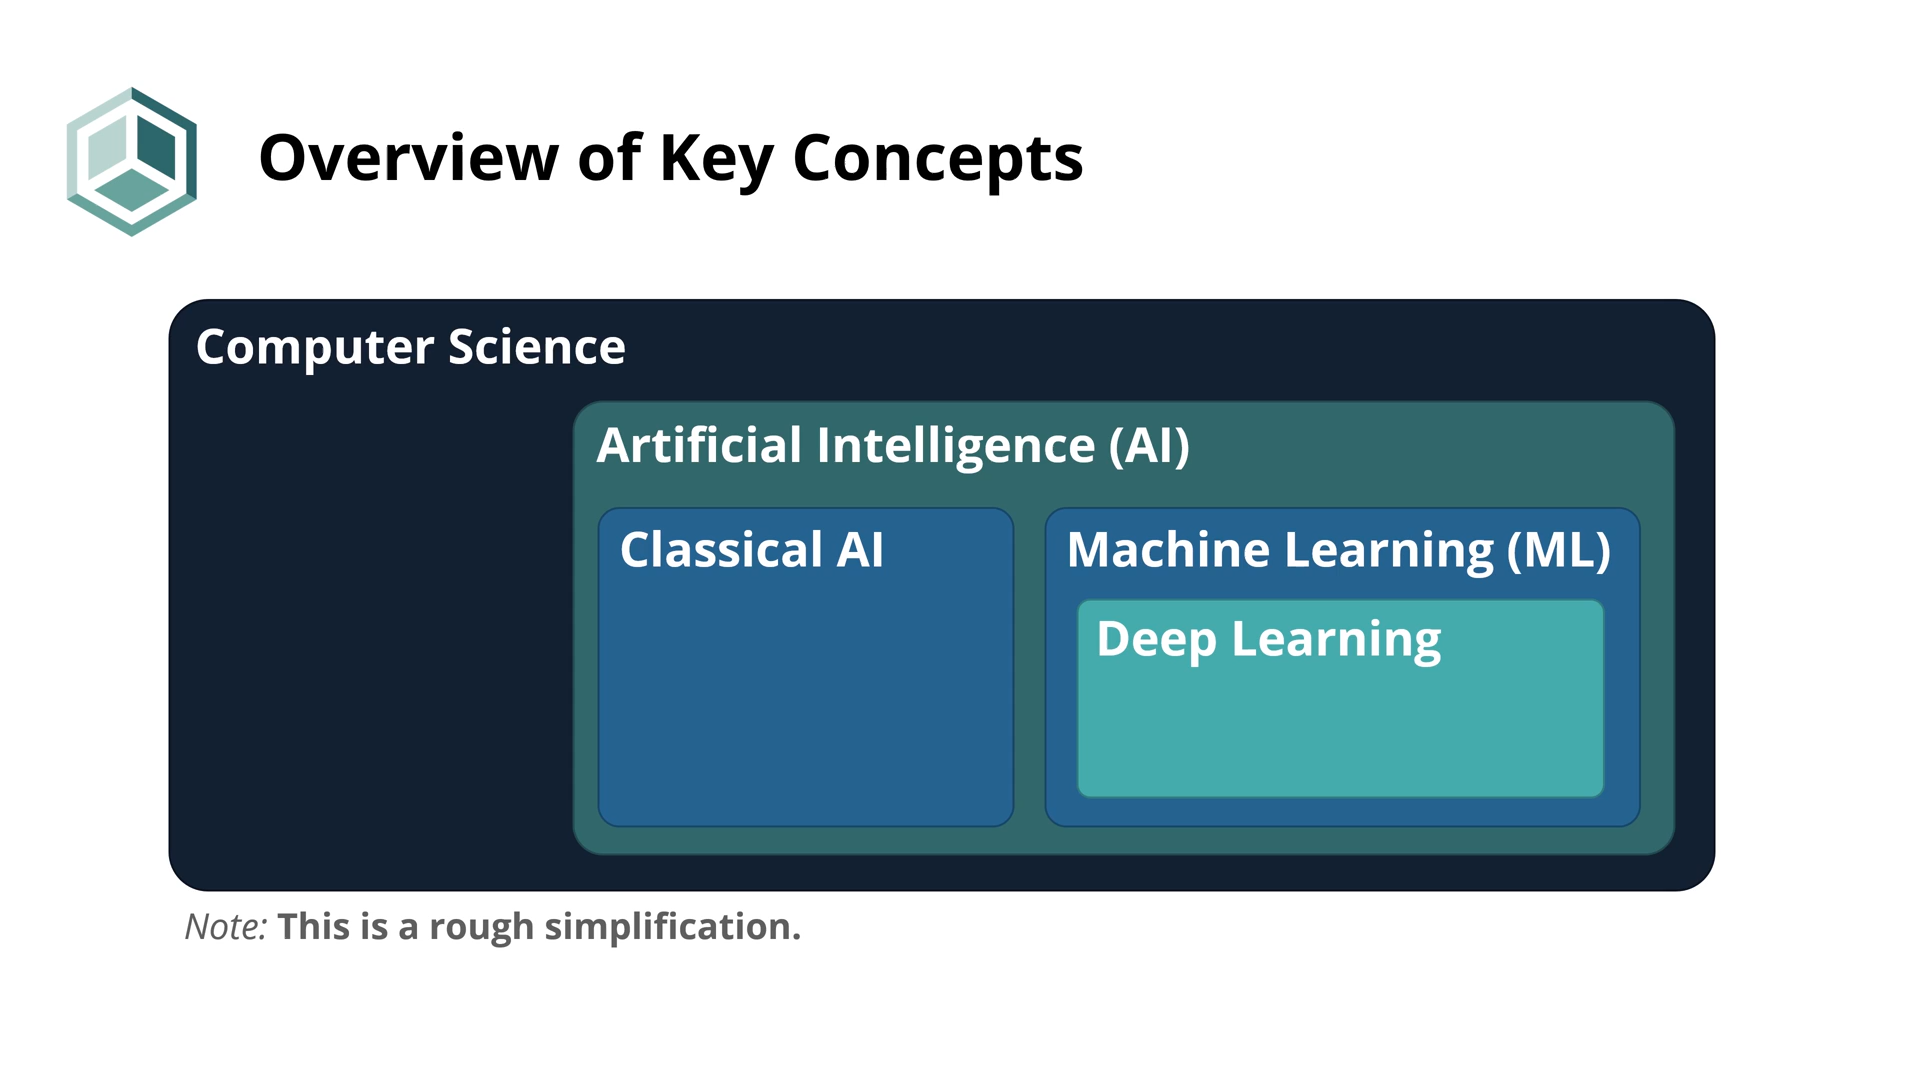 Overview of Key Concepts
Computer Science
Artificial Intelligence (AI)
Classical AI
Machine Learning (ML)
Deep Learning
Note: This is a rough simplification.